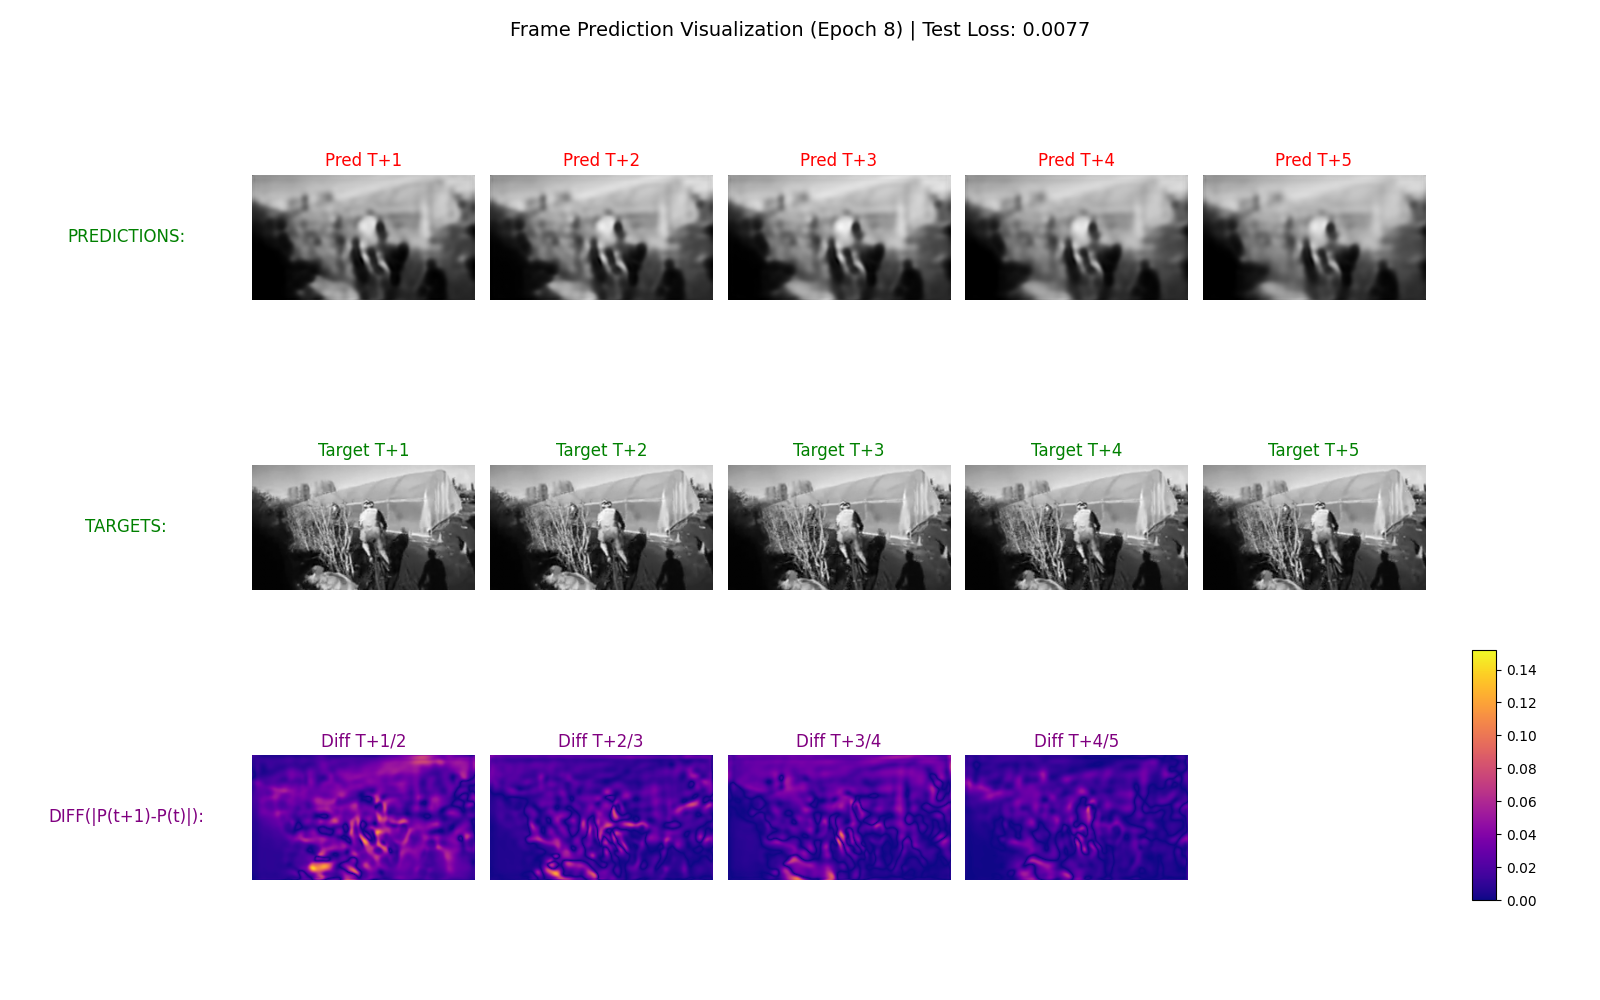 Frame Prediction Visualization (Epoch 8) | Test Loss: 0.0077
Pred T+1 Pred T+2 Pred T+3 Pred T+4 Pred T+5
PREDICTIONS:
Target T+1 Target T+2 Target T+3 Target T+4 Target T+5
TARGETS:
Diff T+1/2 Diff T+2/3 Diff T+3/4 Diff T+4/5
DIFF(|P(t+1)-P(t)|):
0.14
0.12
0.10
0.08
0.06
0.04
0.02
0.00